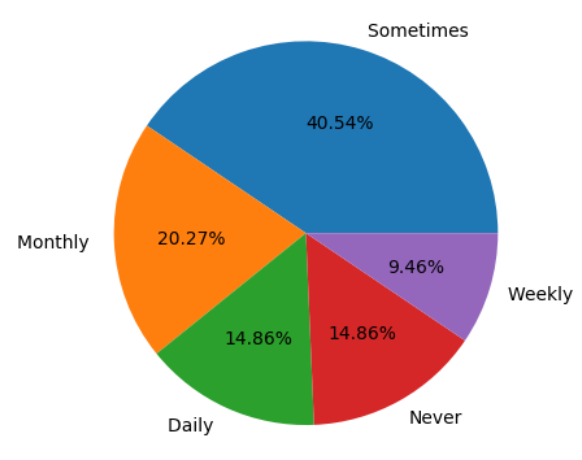 Sometimes
40.54%
Monthly
20.27%
9.46%
Weekly
14.86%
14.86%
Daily
Never